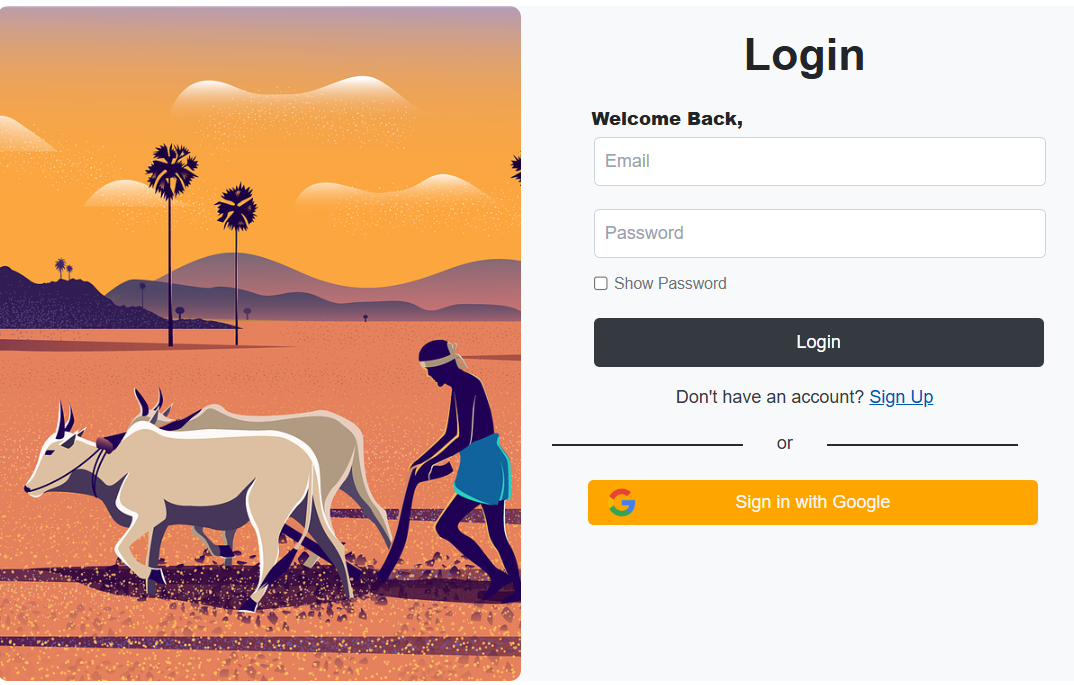 Login
Welcome Back,
Email
Password
Show Password
Login
Don't have an account? Sign Up
or
Sign in with Google